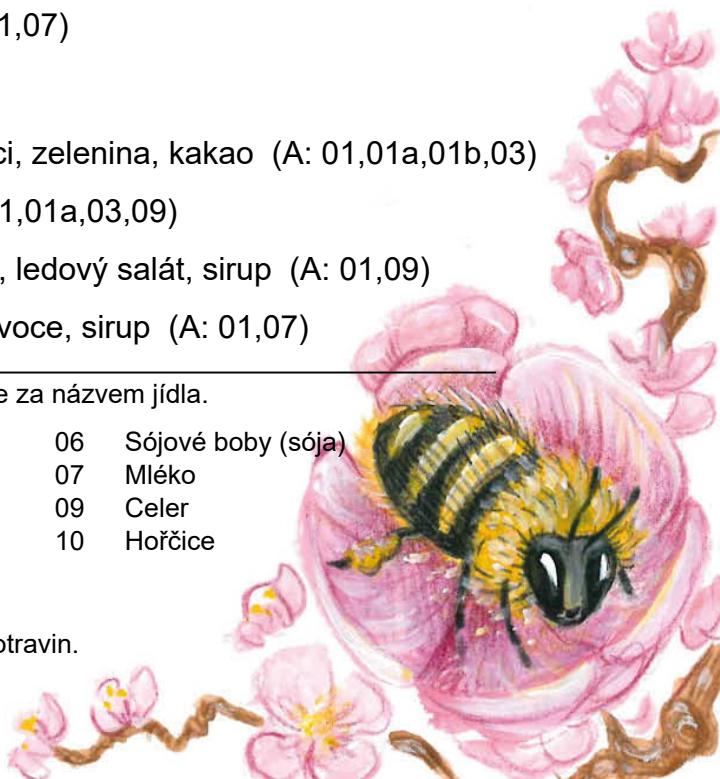 1,07)
ci, zelenina, kakao (A: 01,01a,01b,03)
1,01a,03,09)
, ledový salát, sirup (A: 01,09)
voce, sirup (A: 01,07)
e za názvem jídla.
06 Sójové boby (sója)
07 Mléko
09 Celer
10 Hořčice
otravin.